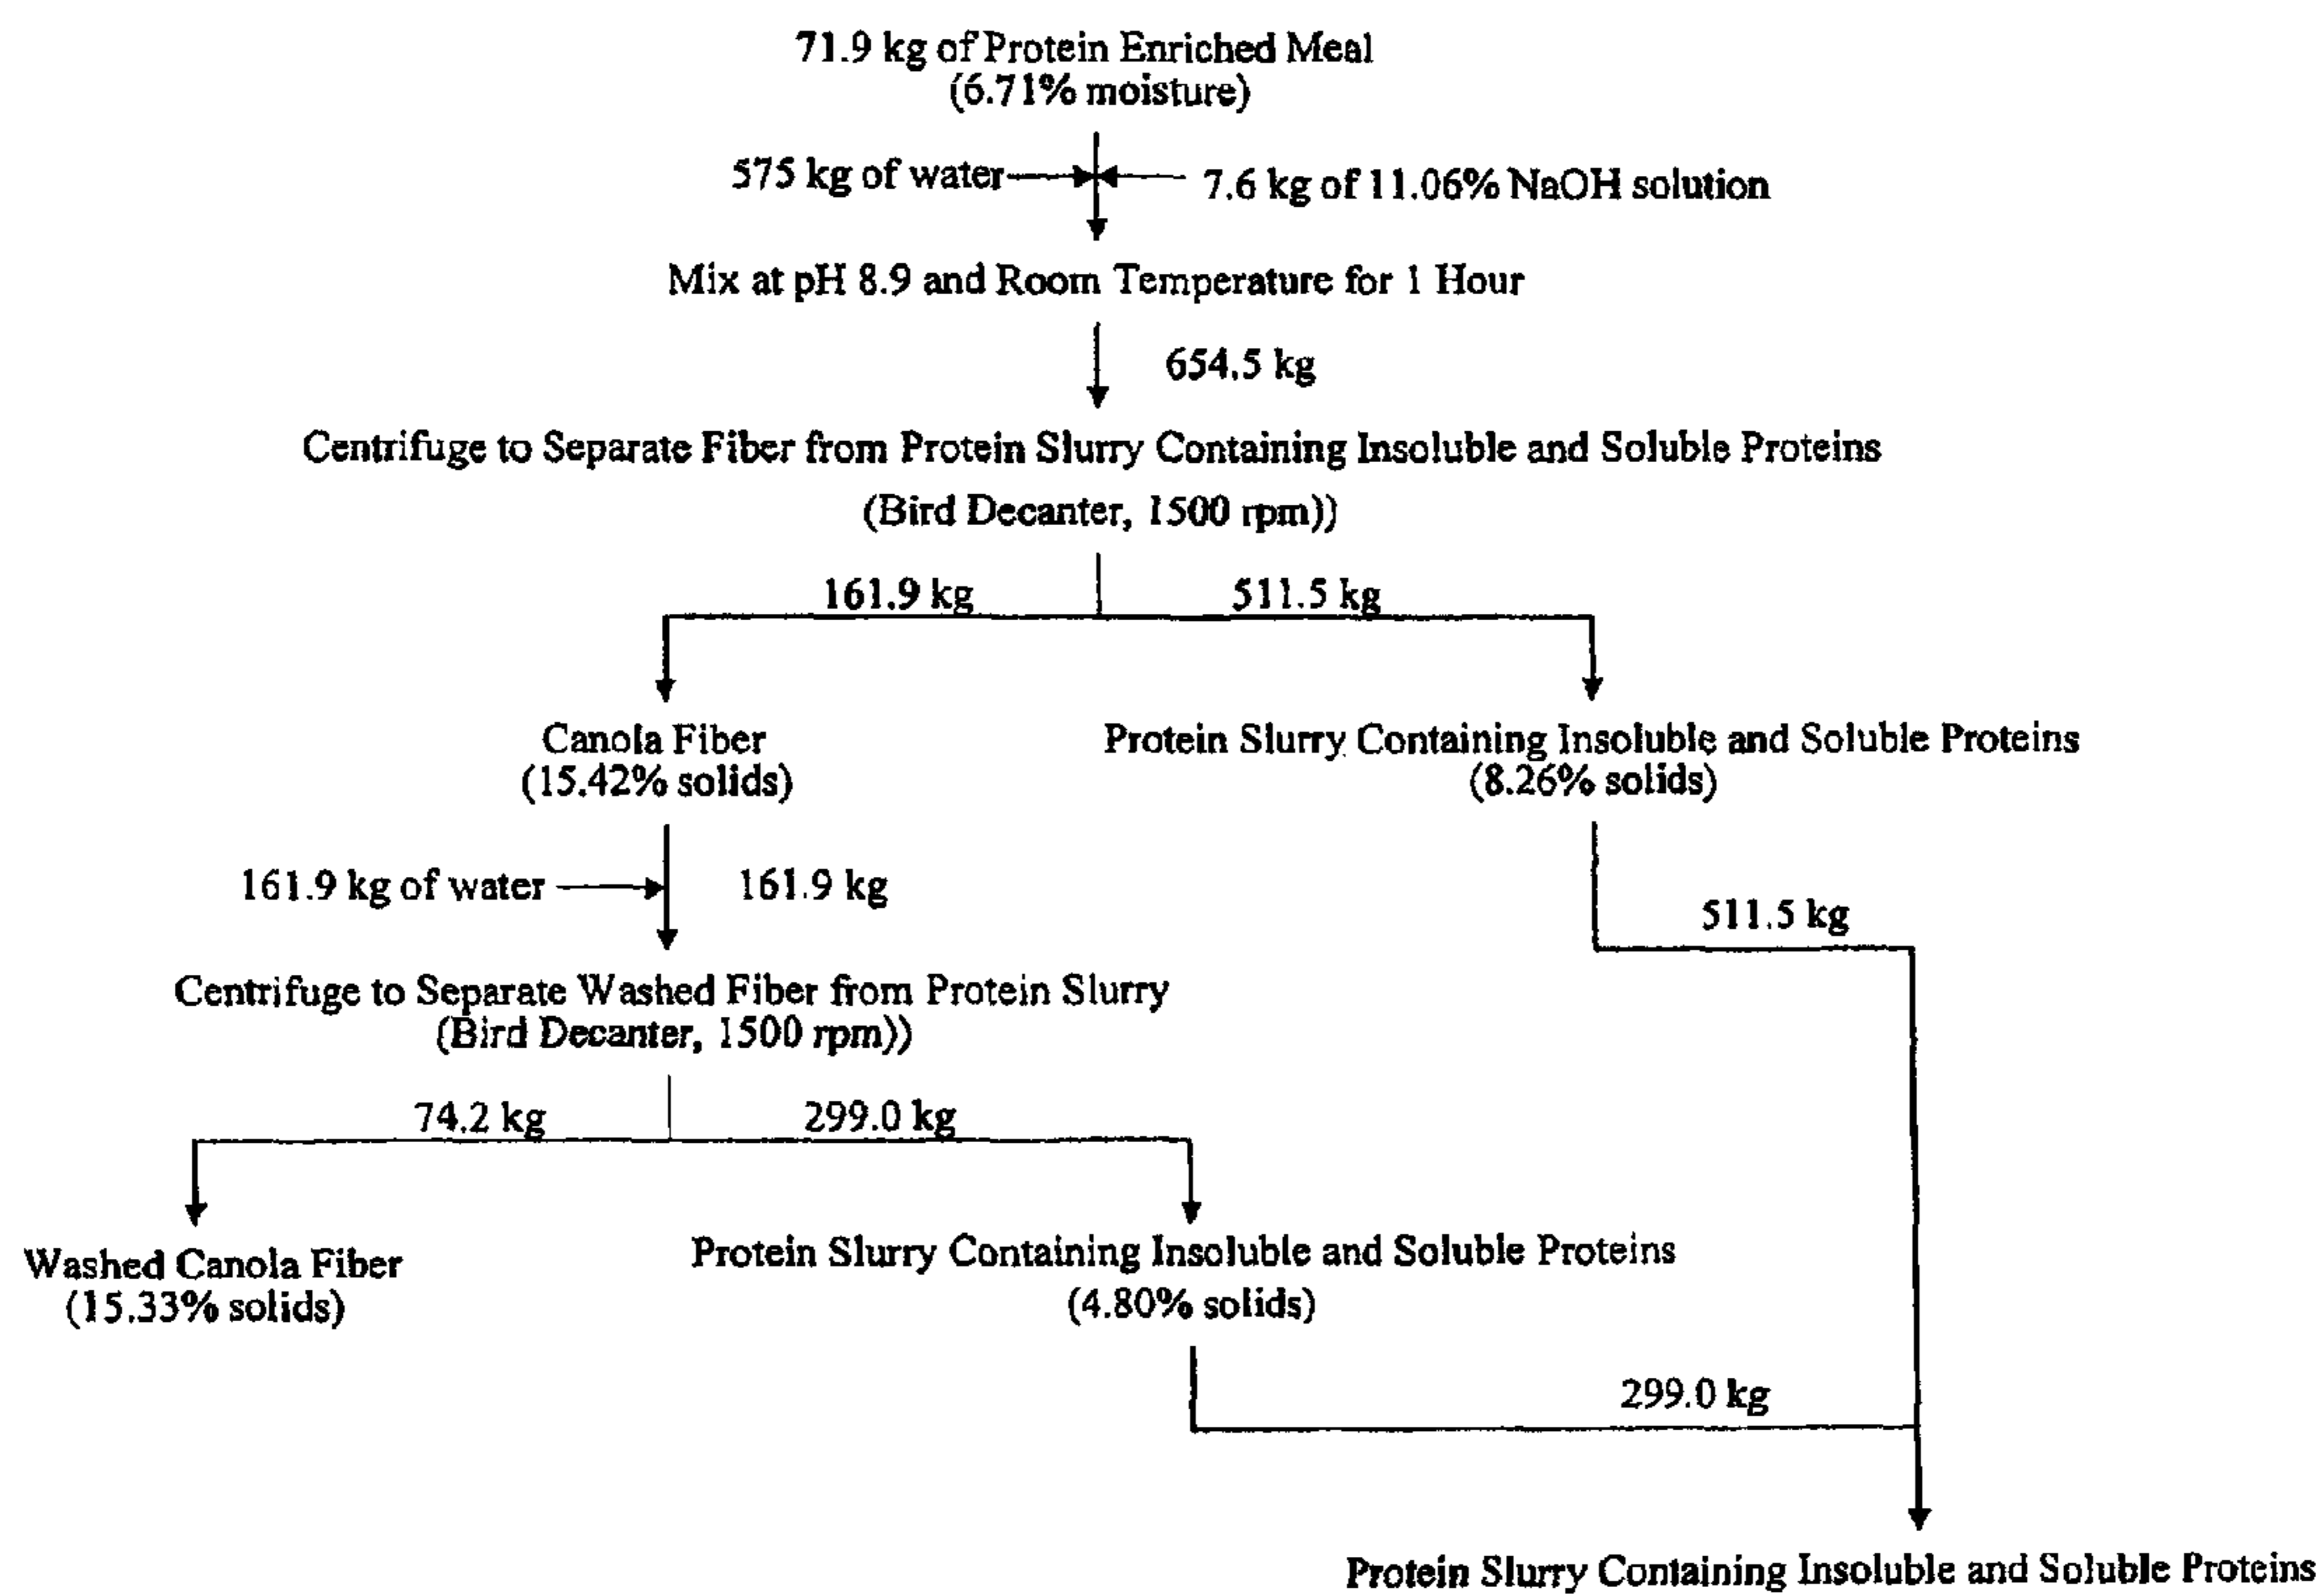 71.9 kg of Protein Enriched Meal
(6.71% moisture)
575 kg of water
7.6 kg of 11.06% NaOH solution
Mix at pH 8.9 and Room Temperature for 1 Hour
654.5 kg
Centrifuge to Separate Fiber from Protein Slurry Containing Insoluble and Soluble Proteins
(Bird Decanter, 1500 rpm))
161.9 kg
511.5 kg
Canola Fiber
(15.42% solids)
Protein Slurry Containing Insoluble and Soluble Proteins
(8.26% solids)
161.9 kg of water
161.9 kg
511.5 kg
Centrifuge to Separate Washed Fiber from Protein Slurry
(Bird Decanter, 1500 rpm))
74.2 kg
299.0 kg
Washed Canola Fiber
(15.33% solids)
Protein Slurry Containing Insoluble and Soluble Proteins
(4.80% solids)
299.0 kg
Protein Slurry Containing Insoluble and Soluble Proteins